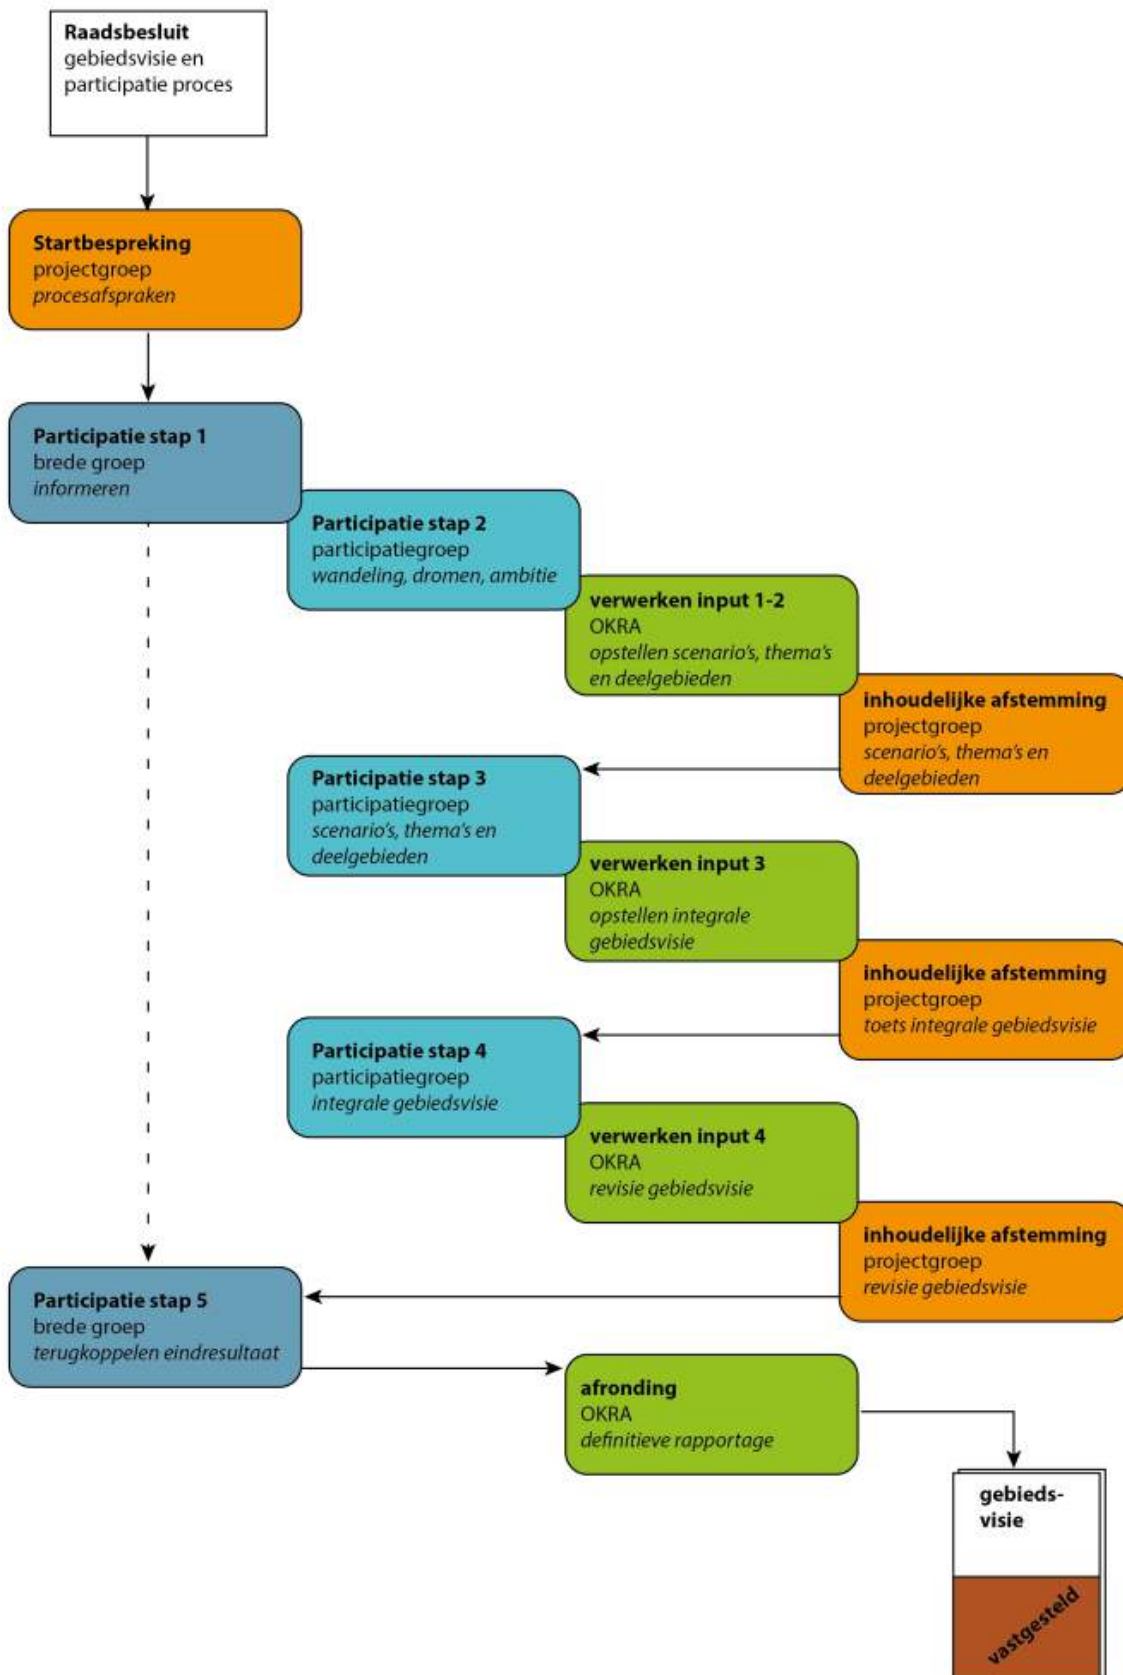 Raadsbesluit
gebiedsvisie en
participatie proces
Startbespreking
projectgroep
procesafspraken
Participatie stap 1
brede groep
informeren
Participatie stap 2
participatiegroep
wandeling, dromen, ambitie
verwerken input 1-2
OKRA
opstellen scenario's, thema's
en deelgebieden
inhoudelijke afstemming
projectgroep
scenario's, thema's en
deelgebieden
Participatie stap 3
participatiegroep
scenario's, thema's en
deelgebieden
verwerken input 3
OKRA
opstellen integrale
gebiedsvisie
inhoudelijke afstemming
projectgroep
toets integrale gebiedsvisie
Participatie stap 4
participatiegroep
integrale gebiedsvisie
verwerken input 4
OKRA
revisie gebiedsvisie
inhoudelijke afstemming
projectgroep
revisie gebiedsvisie
Participatie stap 5
brede groep
terugkoppelen eindresultaat
afronding
OKRA
definitieve rapportage
gebieds-
visie
vastgesteld